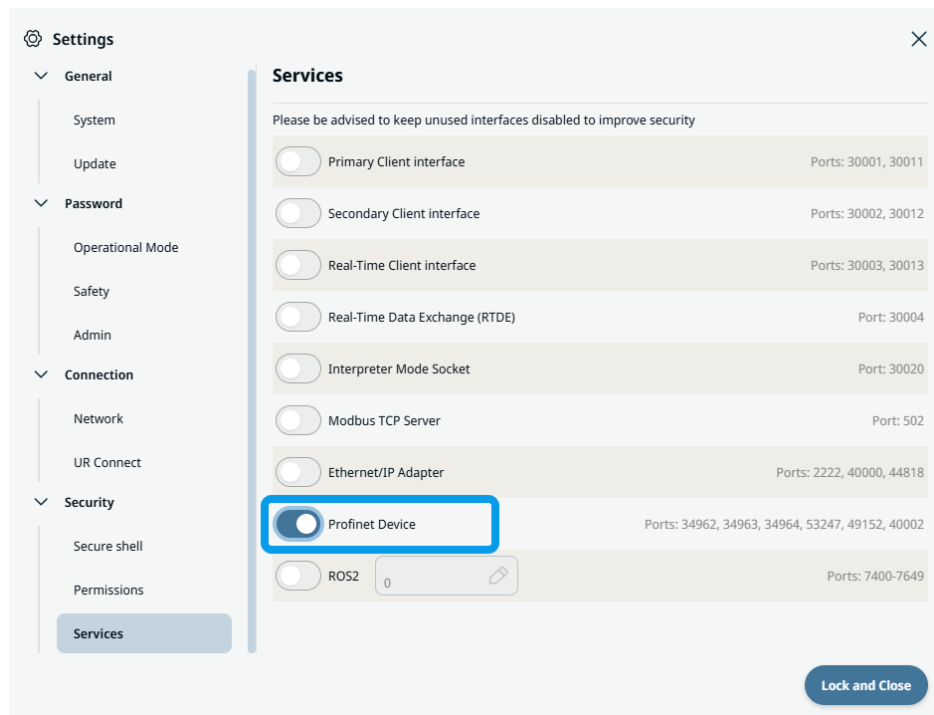 Settings
General
System
Update
Password
Operational Mode
Safety
Admin
Connection
Network
UR Connect
Security
Secure shell
Permissions
Services
Services
Please be advised to keep unused interfaces disabled to improve security
Primary Client interface Ports: 30001, 30011
Secondary Client interface Ports: 30002, 30012
Real-Time Client interface Ports: 30003, 30013
Real-Time Data Exchange (RTDE) Port: 30004
Interpreter Mode Socket Port: 30020
Modbus TCP Server Port: 502
Ethernet/IP Adapter Ports: 2222, 40000, 44818
Profinet Device Ports: 34962, 34963, 34964, 53247, 49152, 40002
ROS2 0 Ports: 7400-7649
Lock and Close